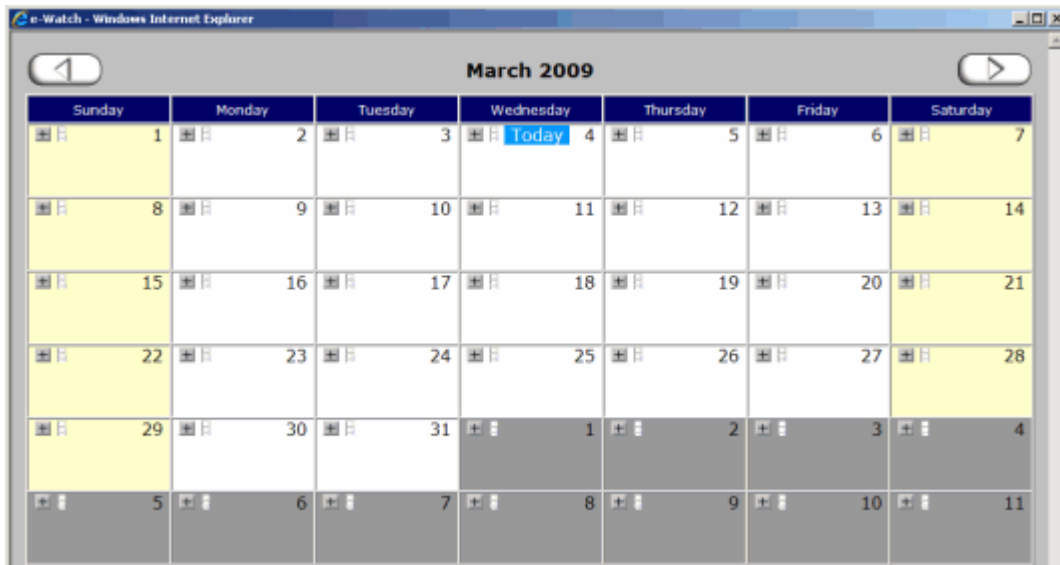 e-Watch - Windows Internet Explorer
March 2009
Sunday Monday Tuesday Wednesday Thursday Friday Saturday
1 2 3 Today 4 5 6 7
8 9 10 11 12 13 14
15 16 17 18 19 20 21
22 23 24 25 26 27 28
29 30 31 1 2 3 4
5 6 7 8 9 10 11